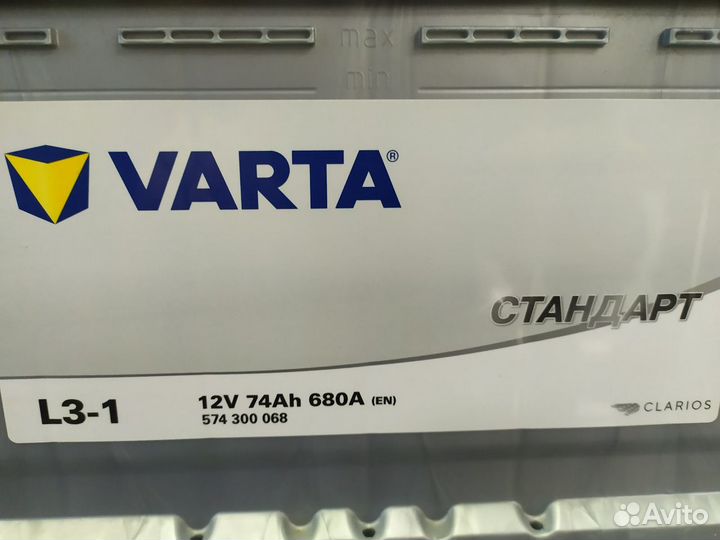 max
min
VARTA®
СТАНДАРТ
L3-1
12V 74Ah 680A (EN)
574 300 068
CLARIOS
Avito